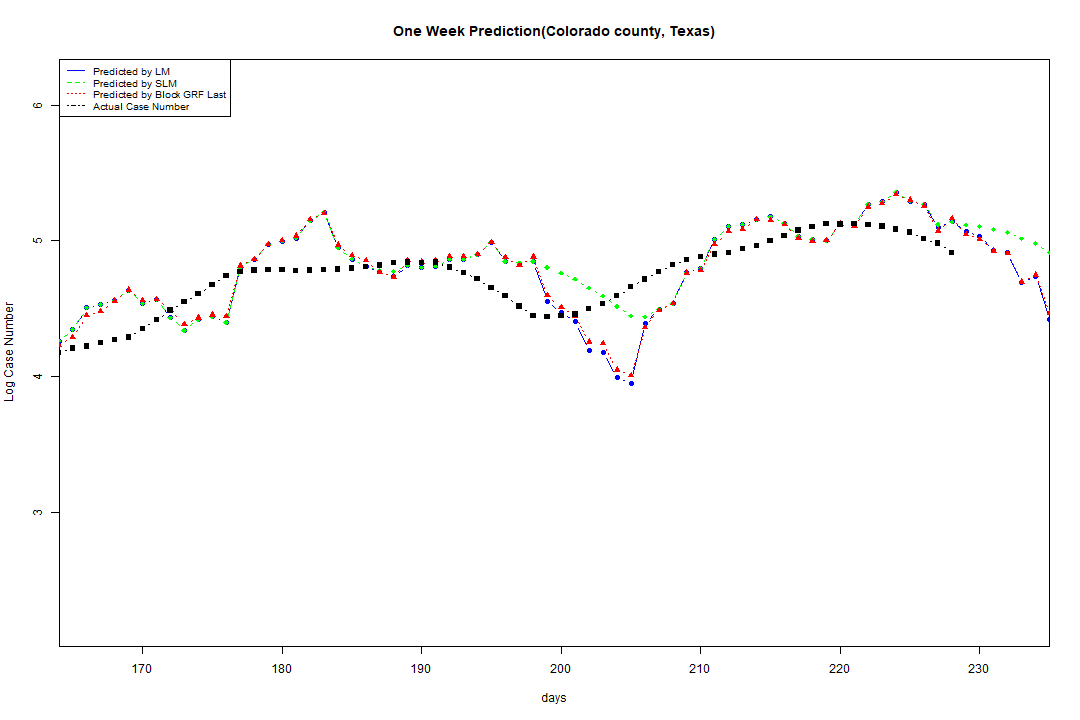 One Week Prediction(Colorado county, Texas)
Predicted by LM
Predicted by SLM
Predicted by Block GRF Last
Actual Case Number
6
5
4
3
Log Case Number
170 180 190 200 210 220 230
days